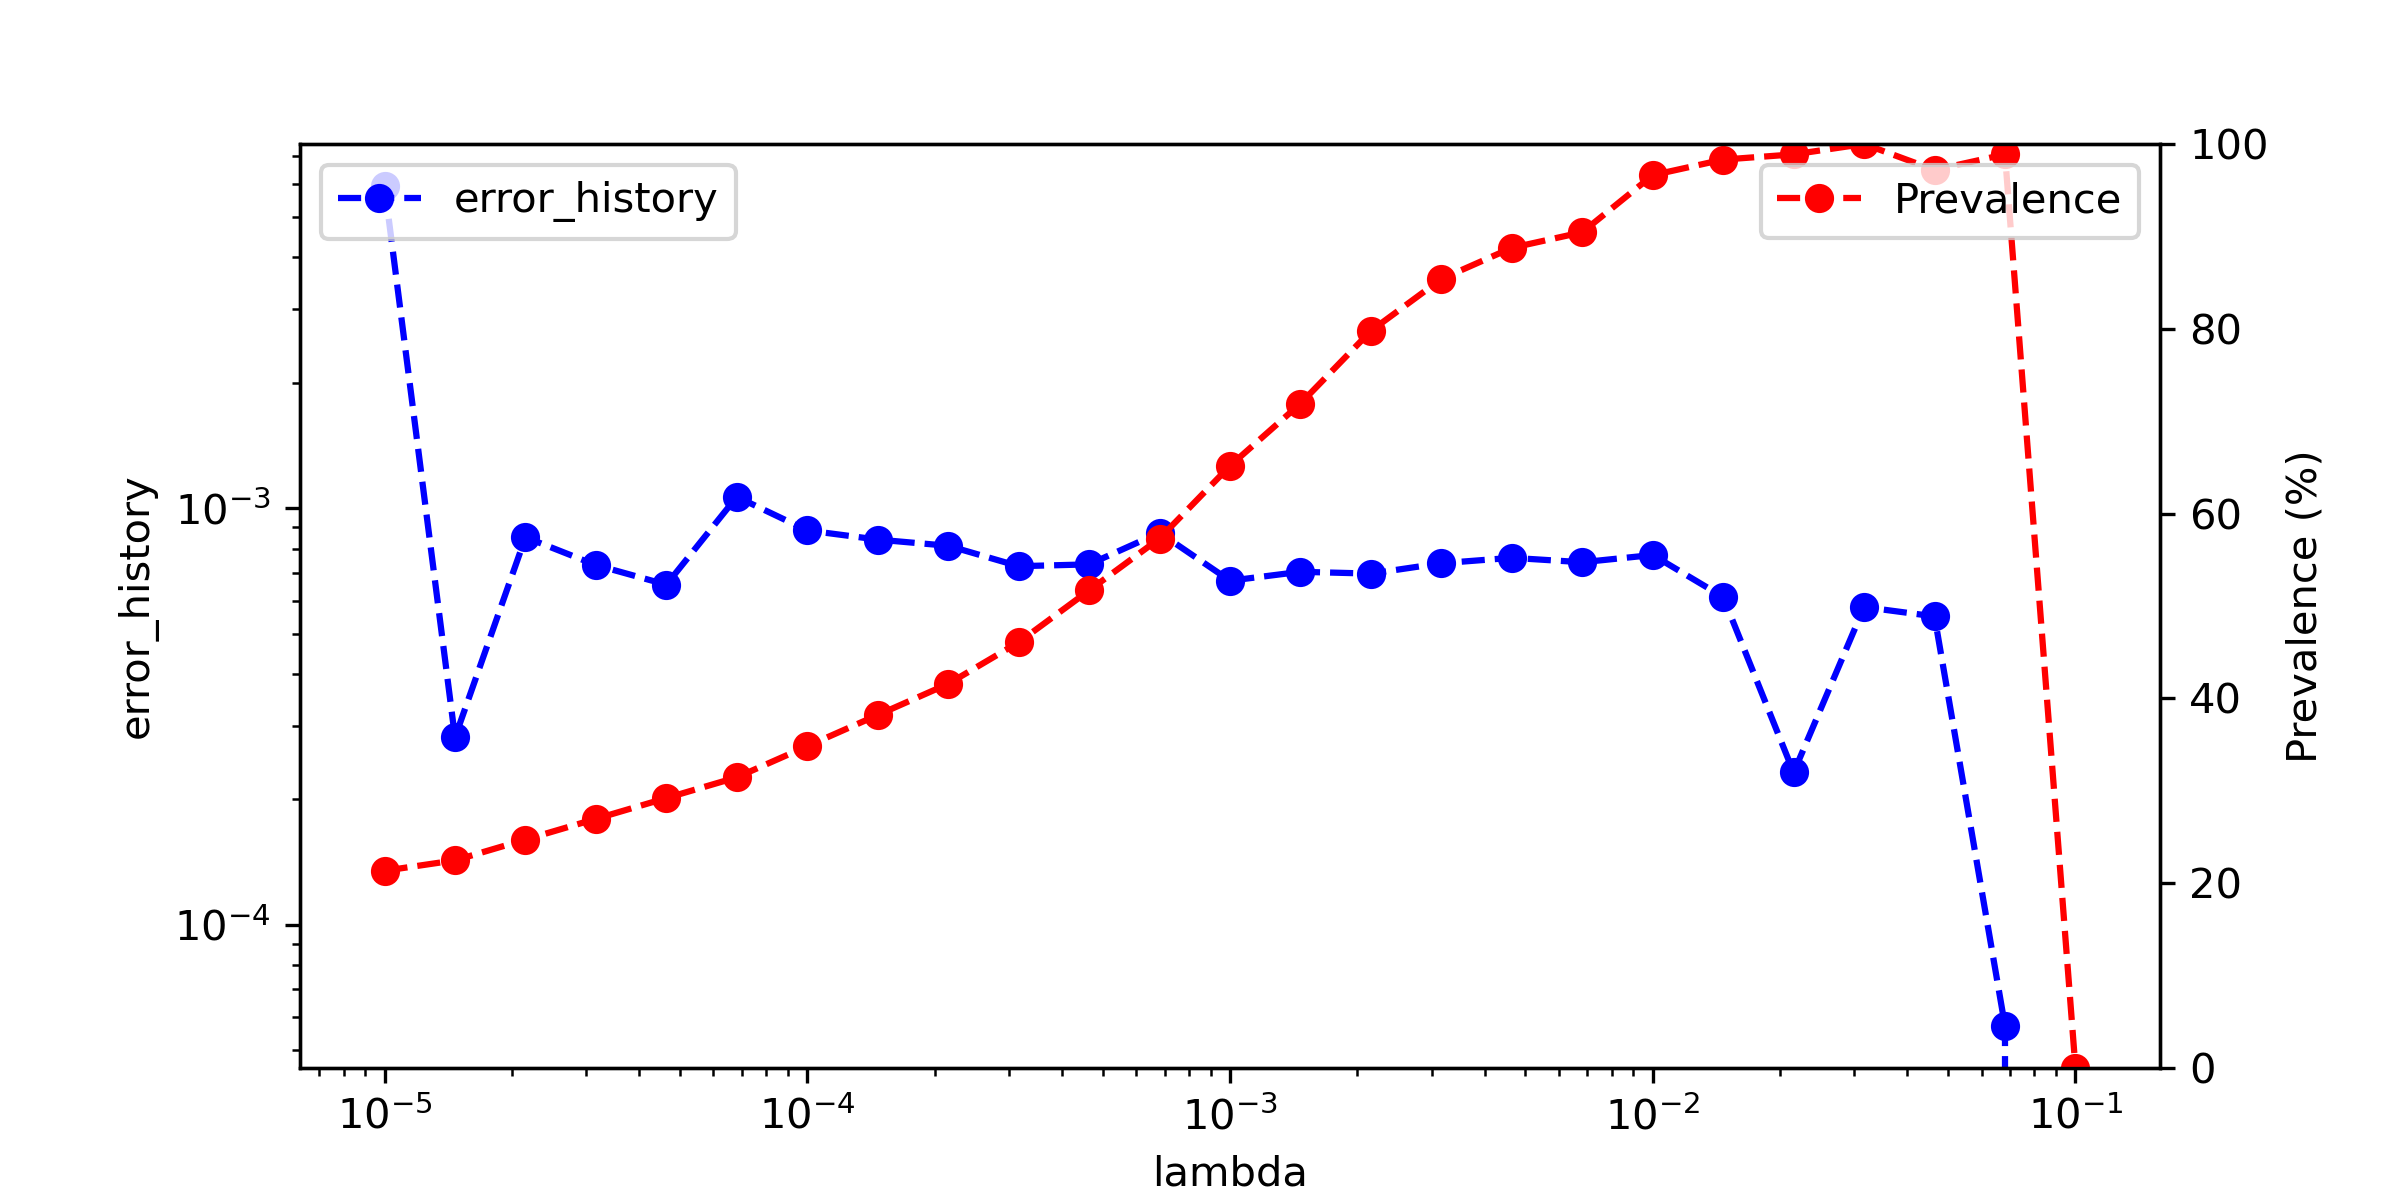 error_history
Prevalence
10⁻³
10⁻⁴
error_history
100
80
60
40
20
0
Prevalence (%)
10⁻⁵
10⁻⁴
10⁻³
10⁻²
10⁻¹
lambda